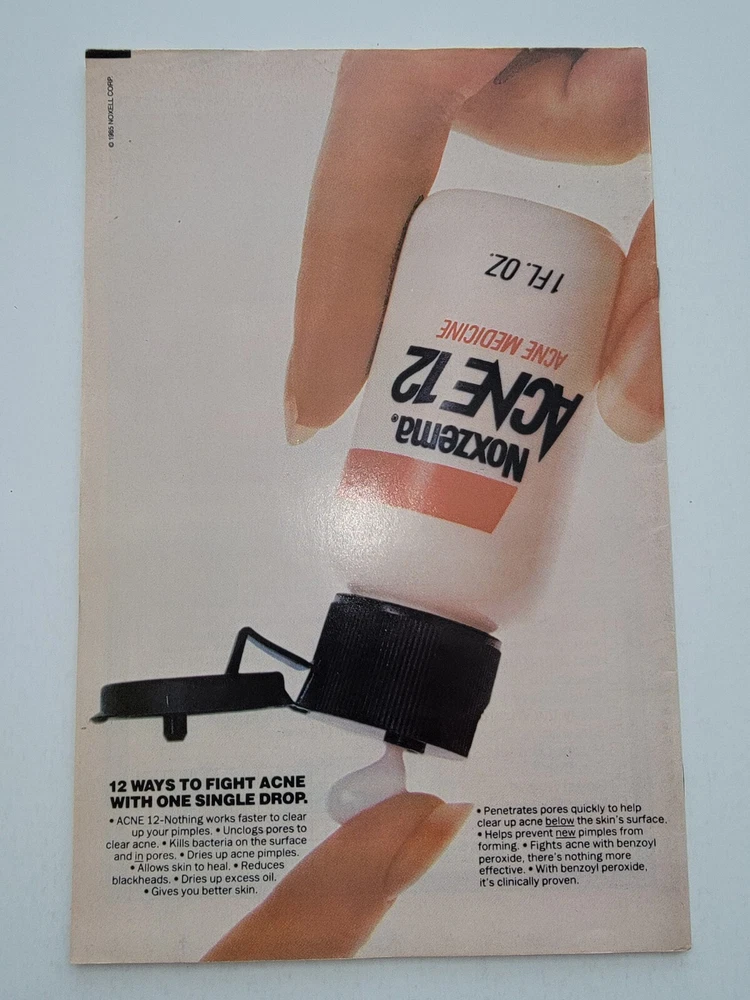 © 1985 NOXELL CORP
1 FL. OZ.
ACNE MEDICINE
ACNE 12
Noxzema®
12 WAYS TO FIGHT ACNE
WITH ONE SINGLE DROP.
• ACNE 12-Nothing works faster to clear
up your pimples. • Unclogs pores to
clear acne. • Kills bacteria on the surface
and in pores. • Dries up acne pimples.
• Allows skin to heal. • Reduces
blackheads. • Dries up excess oil.
• Gives you better skin.
• Penetrates pores quickly to help
clear up acne below the skin's surface.
• Helps prevent new pimples from
forming. • Fights acne with benzoyl
peroxide, there's nothing more
effective. • With benzoyl peroxide,
it's clinically proven.